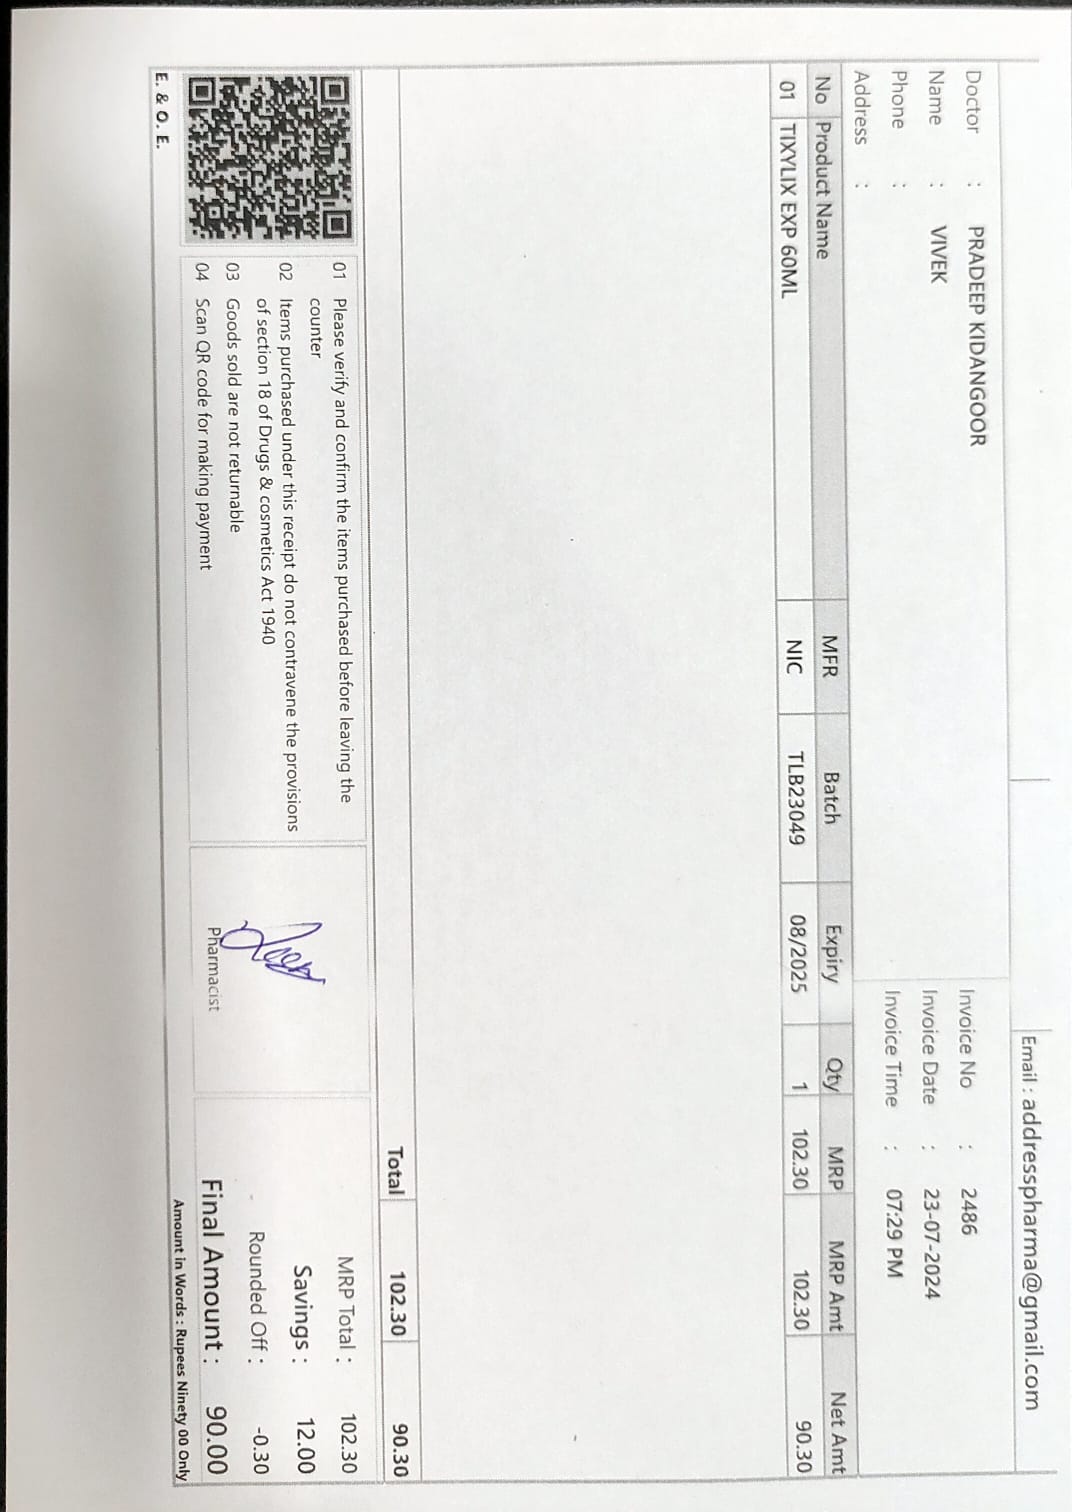 Email : addresspharma@gmail.com
Doctor : PRADEEP KIDANGOOR
Name : VIVEK
Phone :
Address :
Invoice No : 2486
Invoice Date : 23-07-2024
Invoice Time : 07:29 PM
No Product Name MFR Batch Expiry Qty MRP MRP Amt Net Amt
01 TIXYLIX EXP 60ML NIC TLB23049 08/2025 1 102.30 102.30 90.30
Total 102.30 90.30
01 Please verify and confirm the items purchased before leaving the
counter
02 Items purchased under this receipt do not contravene the provisions
of section 18 of Drugs & cosmetics Act 1940
03 Goods sold are not returnable
04 Scan QR code for making payment
E. & O. E.
Pharmacist
MRP Total : 102.30
Savings : 12.00
Rounded Off : -0.30
Final Amount : 90.00
Amount in Words : Rupees Ninety 00 Only